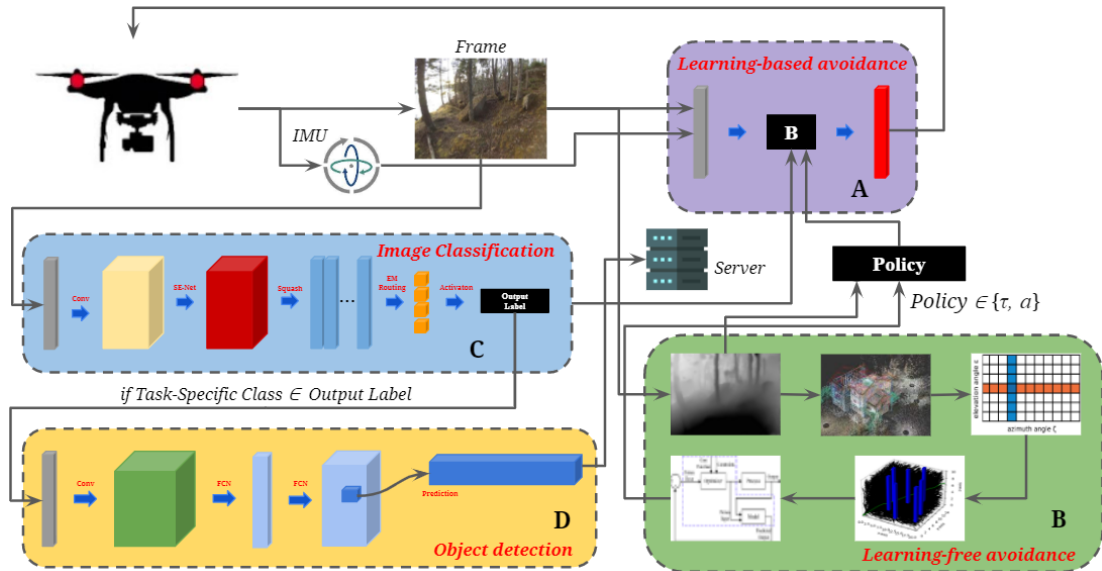 Frame
IMU
Learning-based avoidance
B
A
Image Classification
Conv
SE-Net
Squash
EM
Routing
Activaton
Output
Label
C
Server
Policy
Policy ∈ {τ, a}
if Task-Specific Class ∈ Output Label
Conv
FCN
FCN
Prediction
D
Object detection
elevation angle ε
azimuth angle ζ
B
Learning-free avoidance